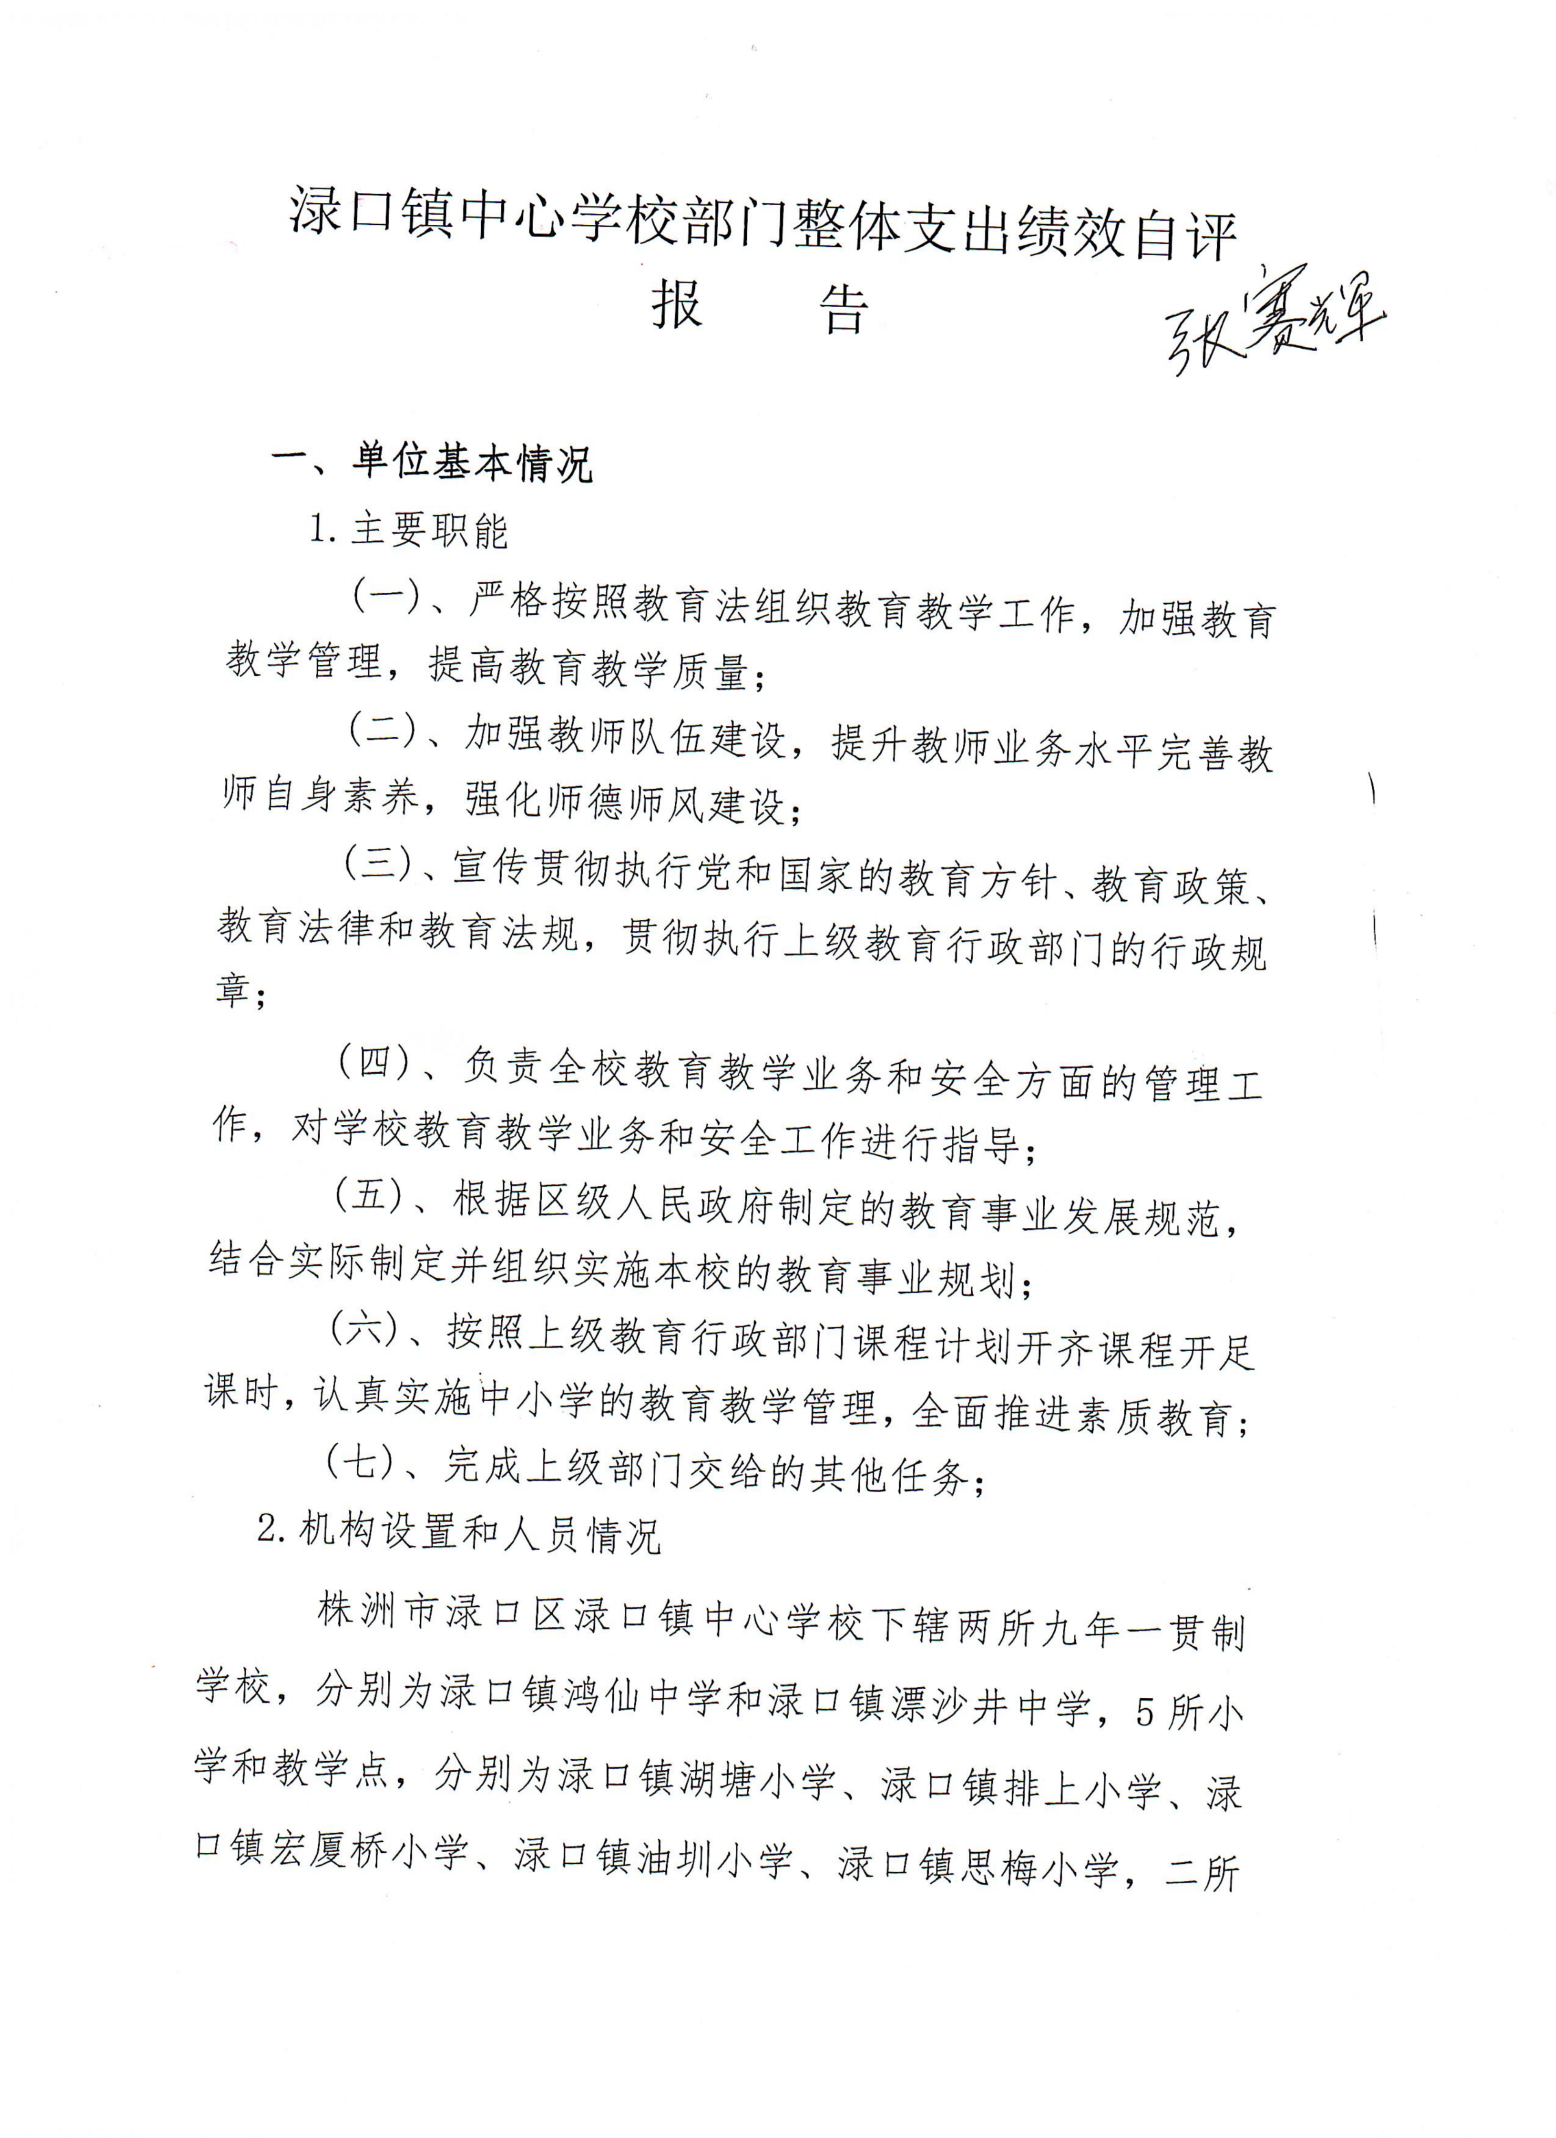 渌口镇中心学校部门整体支出绩效自评
报 告
张赛辉
一、单位基本情况
1.主要职能
(一)、严格按照教育法组织教育教学工作，加强教育
教学管理，提高教育教学质量；
(二)、加强教师队伍建设，提升教师业务水平完善教
师自身素养，强化师德师风建设；
(三)、宣传贯彻执行党和国家的教育方针、教育政策、
教育法律和教育法规，贯彻执行上级教育行政部门的行政规
章；
(四)、负责全校教育教学业务和安全方面的管理工
作，对学校教育教学业务和安全工作进行指导；
(五)、根据区级人民政府制定的教育事业发展规范，
结合实际制定并组织实施本校的教育事业规划；
(六)、按照上级教育行政部门课程计划开齐课程开足
课时，认真实施中小学的教育教学管理，全面推进素质教育；
(七)、完成上级部门交给的其他任务；
2.机构设置和人员情况
株洲市渌口区渌口镇中心学校下辖两所九年一贯制
学校，分别为渌口镇鸿仙中学和渌口镇漂沙井中学，5 所小
学和教学点，分别为渌口镇湖塘小学、渌口镇排上小学、渌
口镇宏厦桥小学、渌口镇油圳小学、渌口镇思梅小学，二所